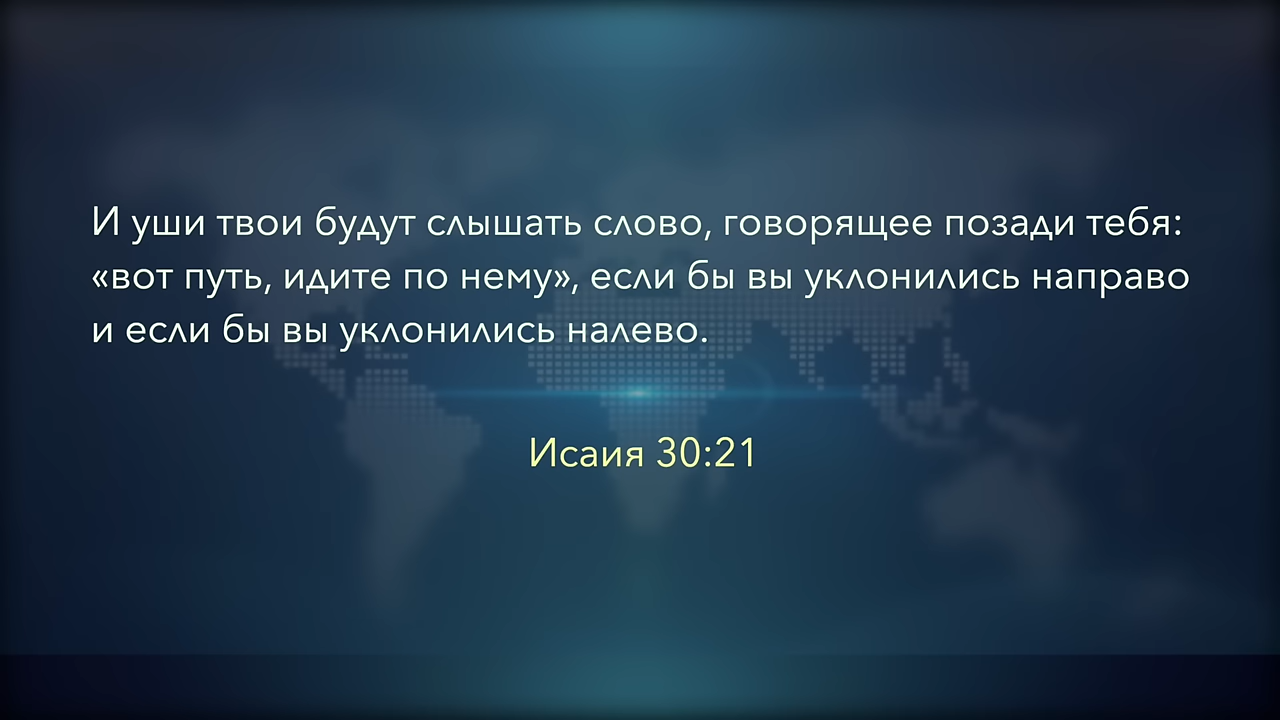 И уши твои будут слышать слово, говорящее позади тебя:
«вот путь, идите по нему», если бы вы уклонились направо
и если бы вы уклонились налево.
Исаия 30:21